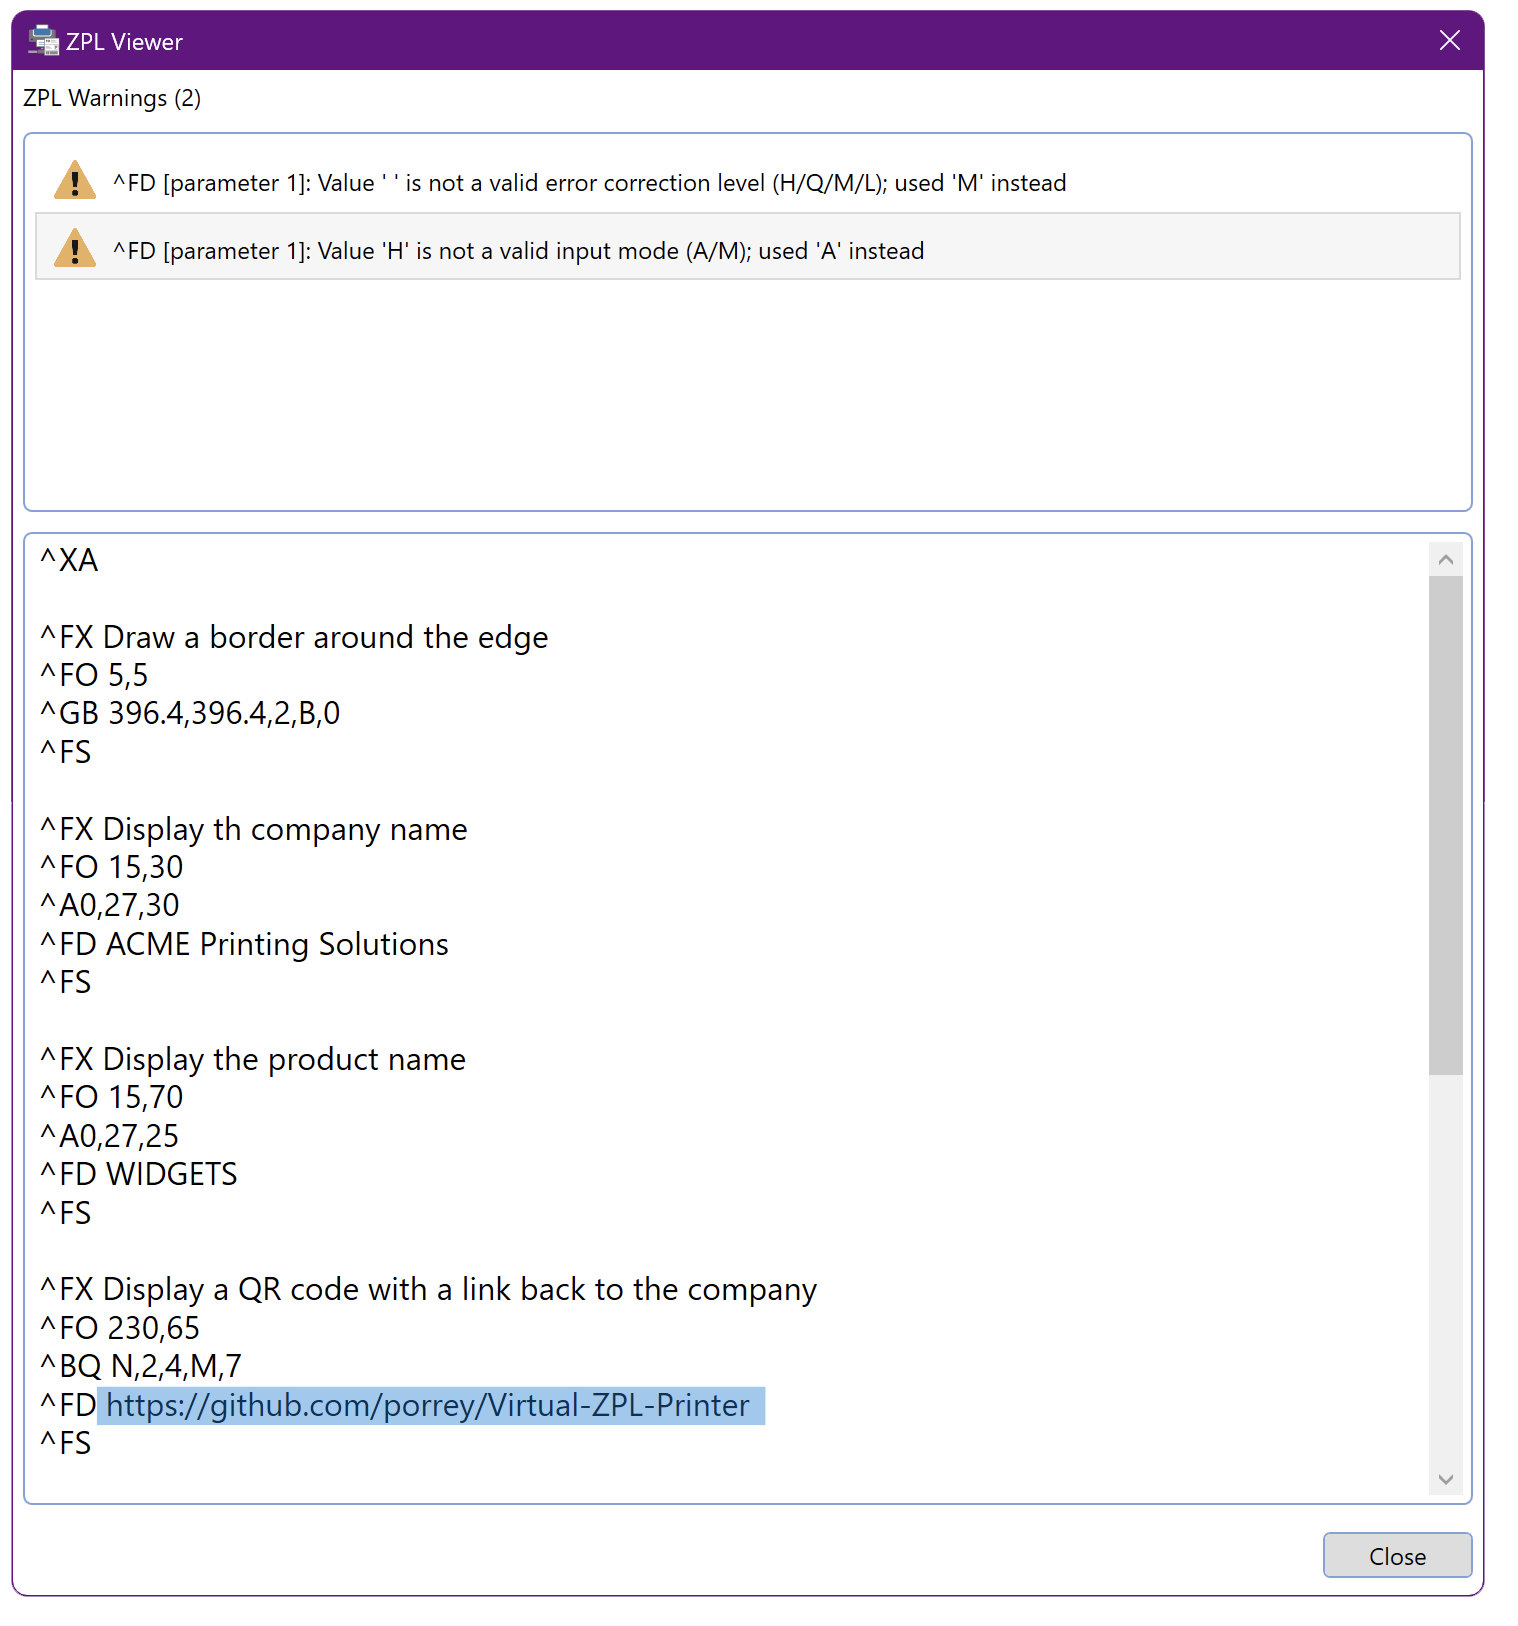 ZPL Viewer
ZPL Warnings (2)
^FD [parameter 1]: Value ' ' is not a valid error correction level (H/Q/M/L); used 'M' instead
^FD [parameter 1]: Value 'H' is not a valid input mode (A/M); used 'A' instead
^XA
^FX Draw a border around the edge
^FO 5,5
^GB 396.4,396.4,2,B,0
^FS
^FX Display th company name
^FO 15,30
^A0,27,30
^FD ACME Printing Solutions
^FS
^FX Display the product name
^FO 15,70
^A0,27,25
^FD WIDGETS
^FS
^FX Display a QR code with a link back to the company
^FO 230,65
^BQ N,2,4,M,7
^FD https://github.com/porrey/Virtual-ZPL-Printer
^FS
Close